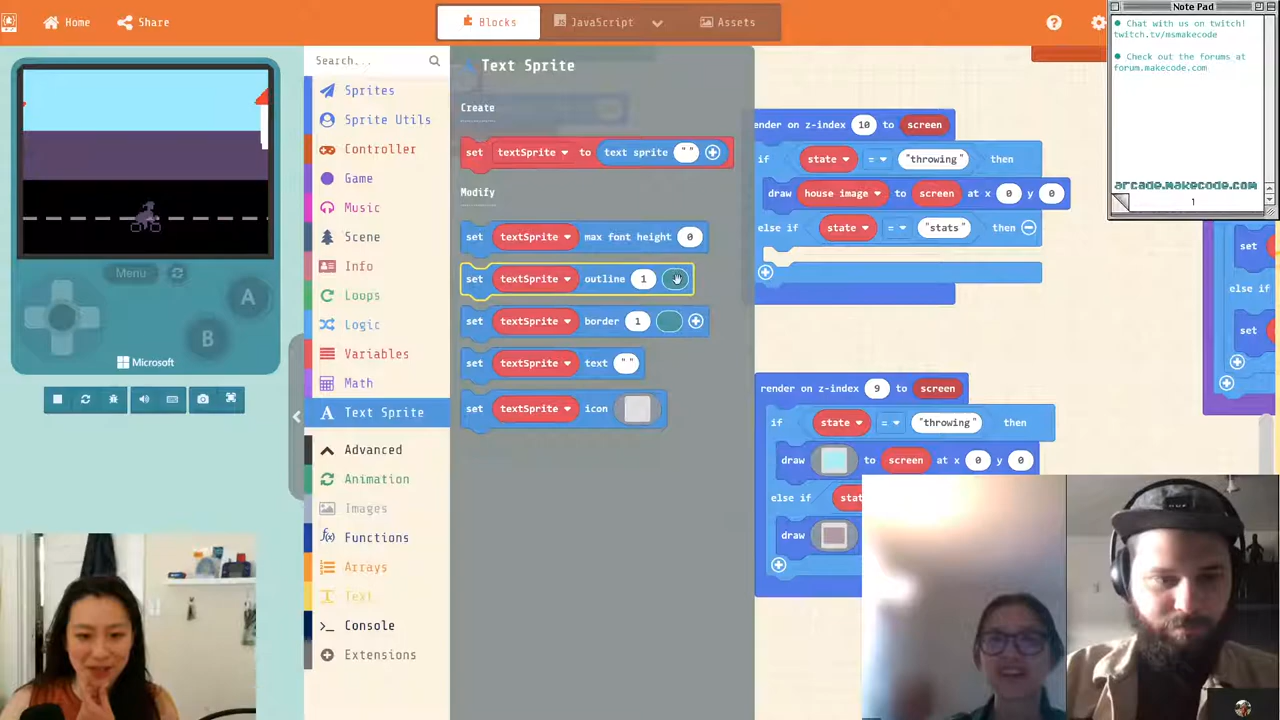 Home
Share
Blocks
JavaScript
Assets
Note Pad
Chat with us on twitch!
twitch.tv/msmakecode
Check out the forums at
forum.makecode.com
arcade.makecode.com
1
Menu
A
B
Microsoft
Search...
Sprites
Sprite Utils
Controller
Game
Music
Scene
Info
Loops
Logic
Variables
Math
Text Sprite
Advanced
Animation
Images
Functions
Arrays
Text
Console
Extensions
Text Sprite
Create
set textSprite to text sprite " "
Modify
set textSprite max font height 0
set textSprite outline 1
set textSprite border 1
set textSprite text " "
set textSprite icon
ender on z-index 10 to screen
if state = "throwing" then
draw house image to screen at x 0 y 0
else if state = "stats" then
render on z-index 9 to screen
if state = "throwing" then
draw to screen at x 0 y 0
else if stat
draw
set
else if
set